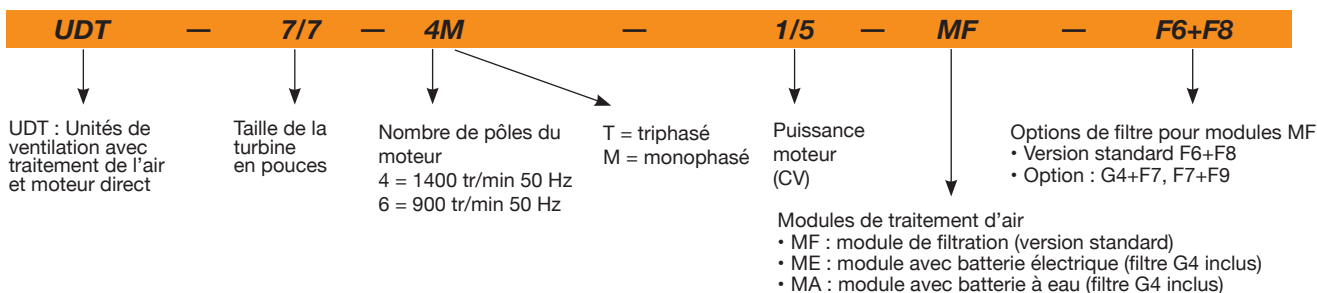 UDT — 7/7 — 4M — 1/5 — MF — F6+F8
UDT : Unités de
ventilation avec
traitement de l'air
et moteur direct
Taille de la
turbine
en pouces
Nombre de pôles du
moteur
4 = 1400 tr/min 50 Hz
6 = 900 tr/min 50 Hz
T = triphasé
M = monophasé
Puissance
moteur
(CV)
Modules de traitement d'air
• MF : module de filtration (version standard)
• ME : module avec batterie électrique (filtre G4 inclus)
• MA : module avec batterie à eau (filtre G4 inclus)
Options de filtre pour modules MF
• Version standard F6+F8
• Option : G4+F7, F7+F9